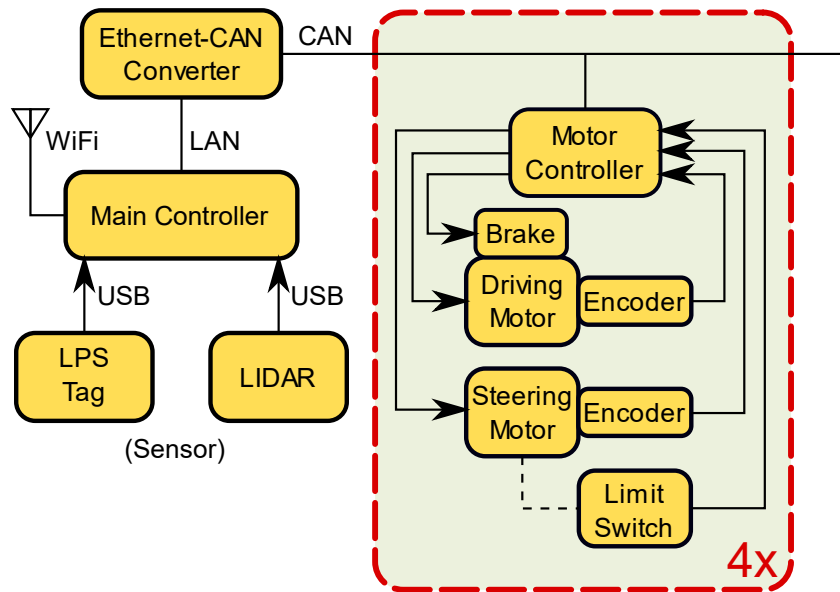 Ethernet-CAN
Converter
CAN
WiFi
LAN
Main Controller
USB
USB
LPS
Tag
LIDAR
(Sensor)
Motor
Controller
Brake
Driving
Motor
Encoder
Steering
Motor
Encoder
Limit
Switch
4x